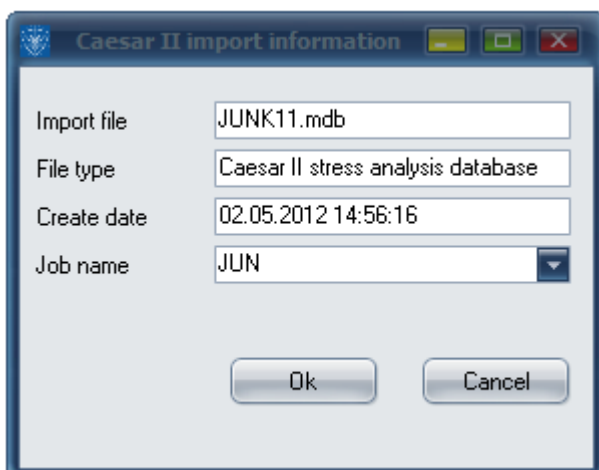 Caesar II import information
Import file JUNK11.mdb
File type Caesar II stress analysis database
Create date 02.05.2012 14:56:16
Job name JUN
Ok Cancel